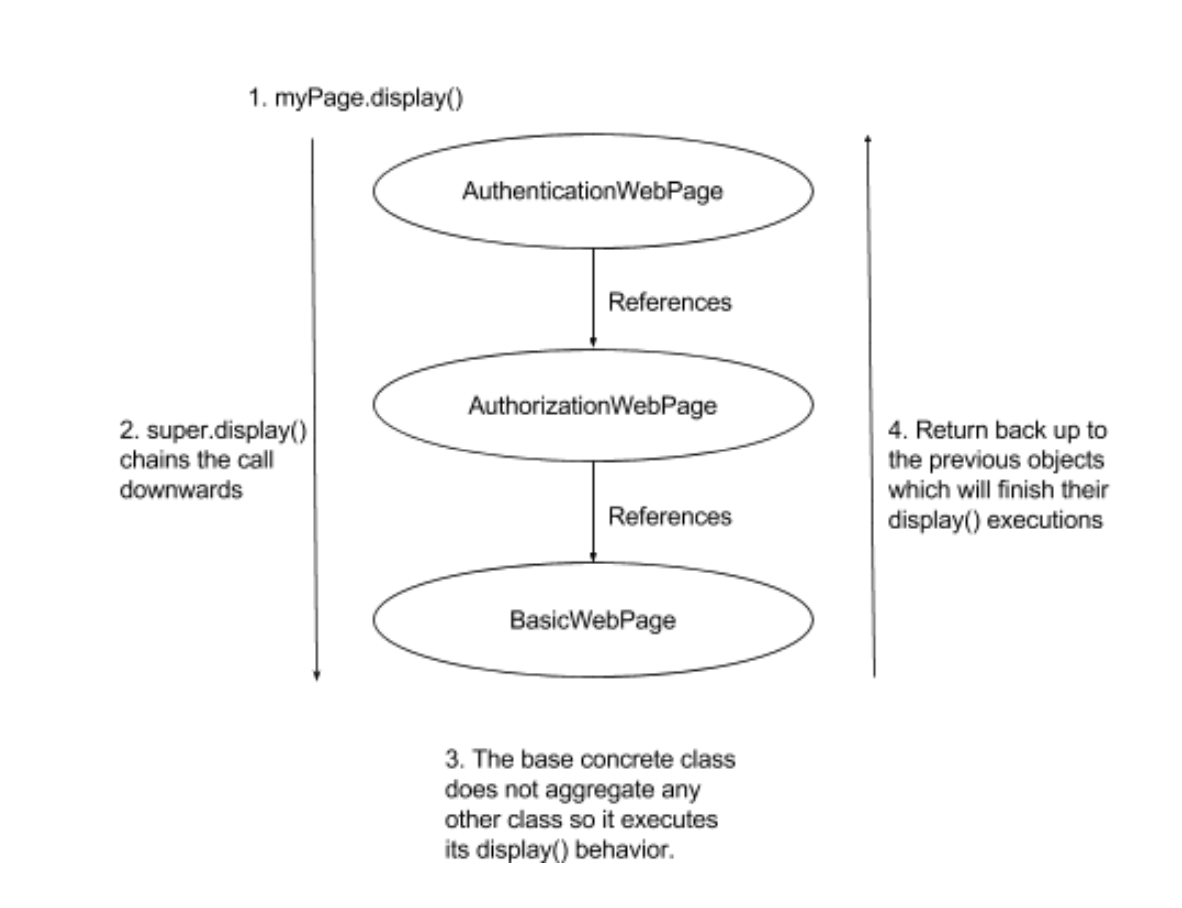 1. myPage.display()
AuthenticationWebPage
References
AuthorizationWebPage
2. super.display()
chains the call
downwards
4. Return back up to
the previous objects
which will finish their
display() executions
References
BasicWebPage
3. The base concrete class
does not aggregate any
other class so it executes
its display() behavior.